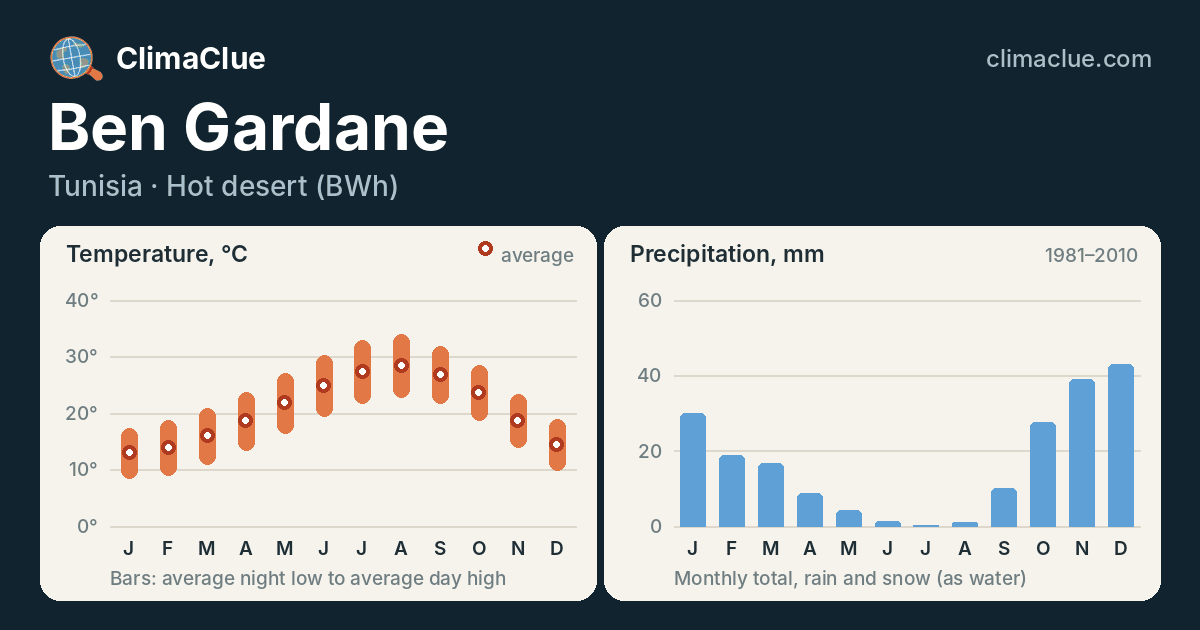 ClimaClue
climaclue.com
Ben Gardane
Tunisia · Hot desert (BWh)
Temperature, °C
average
40°
30°
20°
10°
0°
J F M A M J J A S O N D
Bars: average night low to average day high
Precipitation, mm
1981–2010
60
40
20
0
J F M A M J J A S O N D
Monthly total, rain and snow (as water)